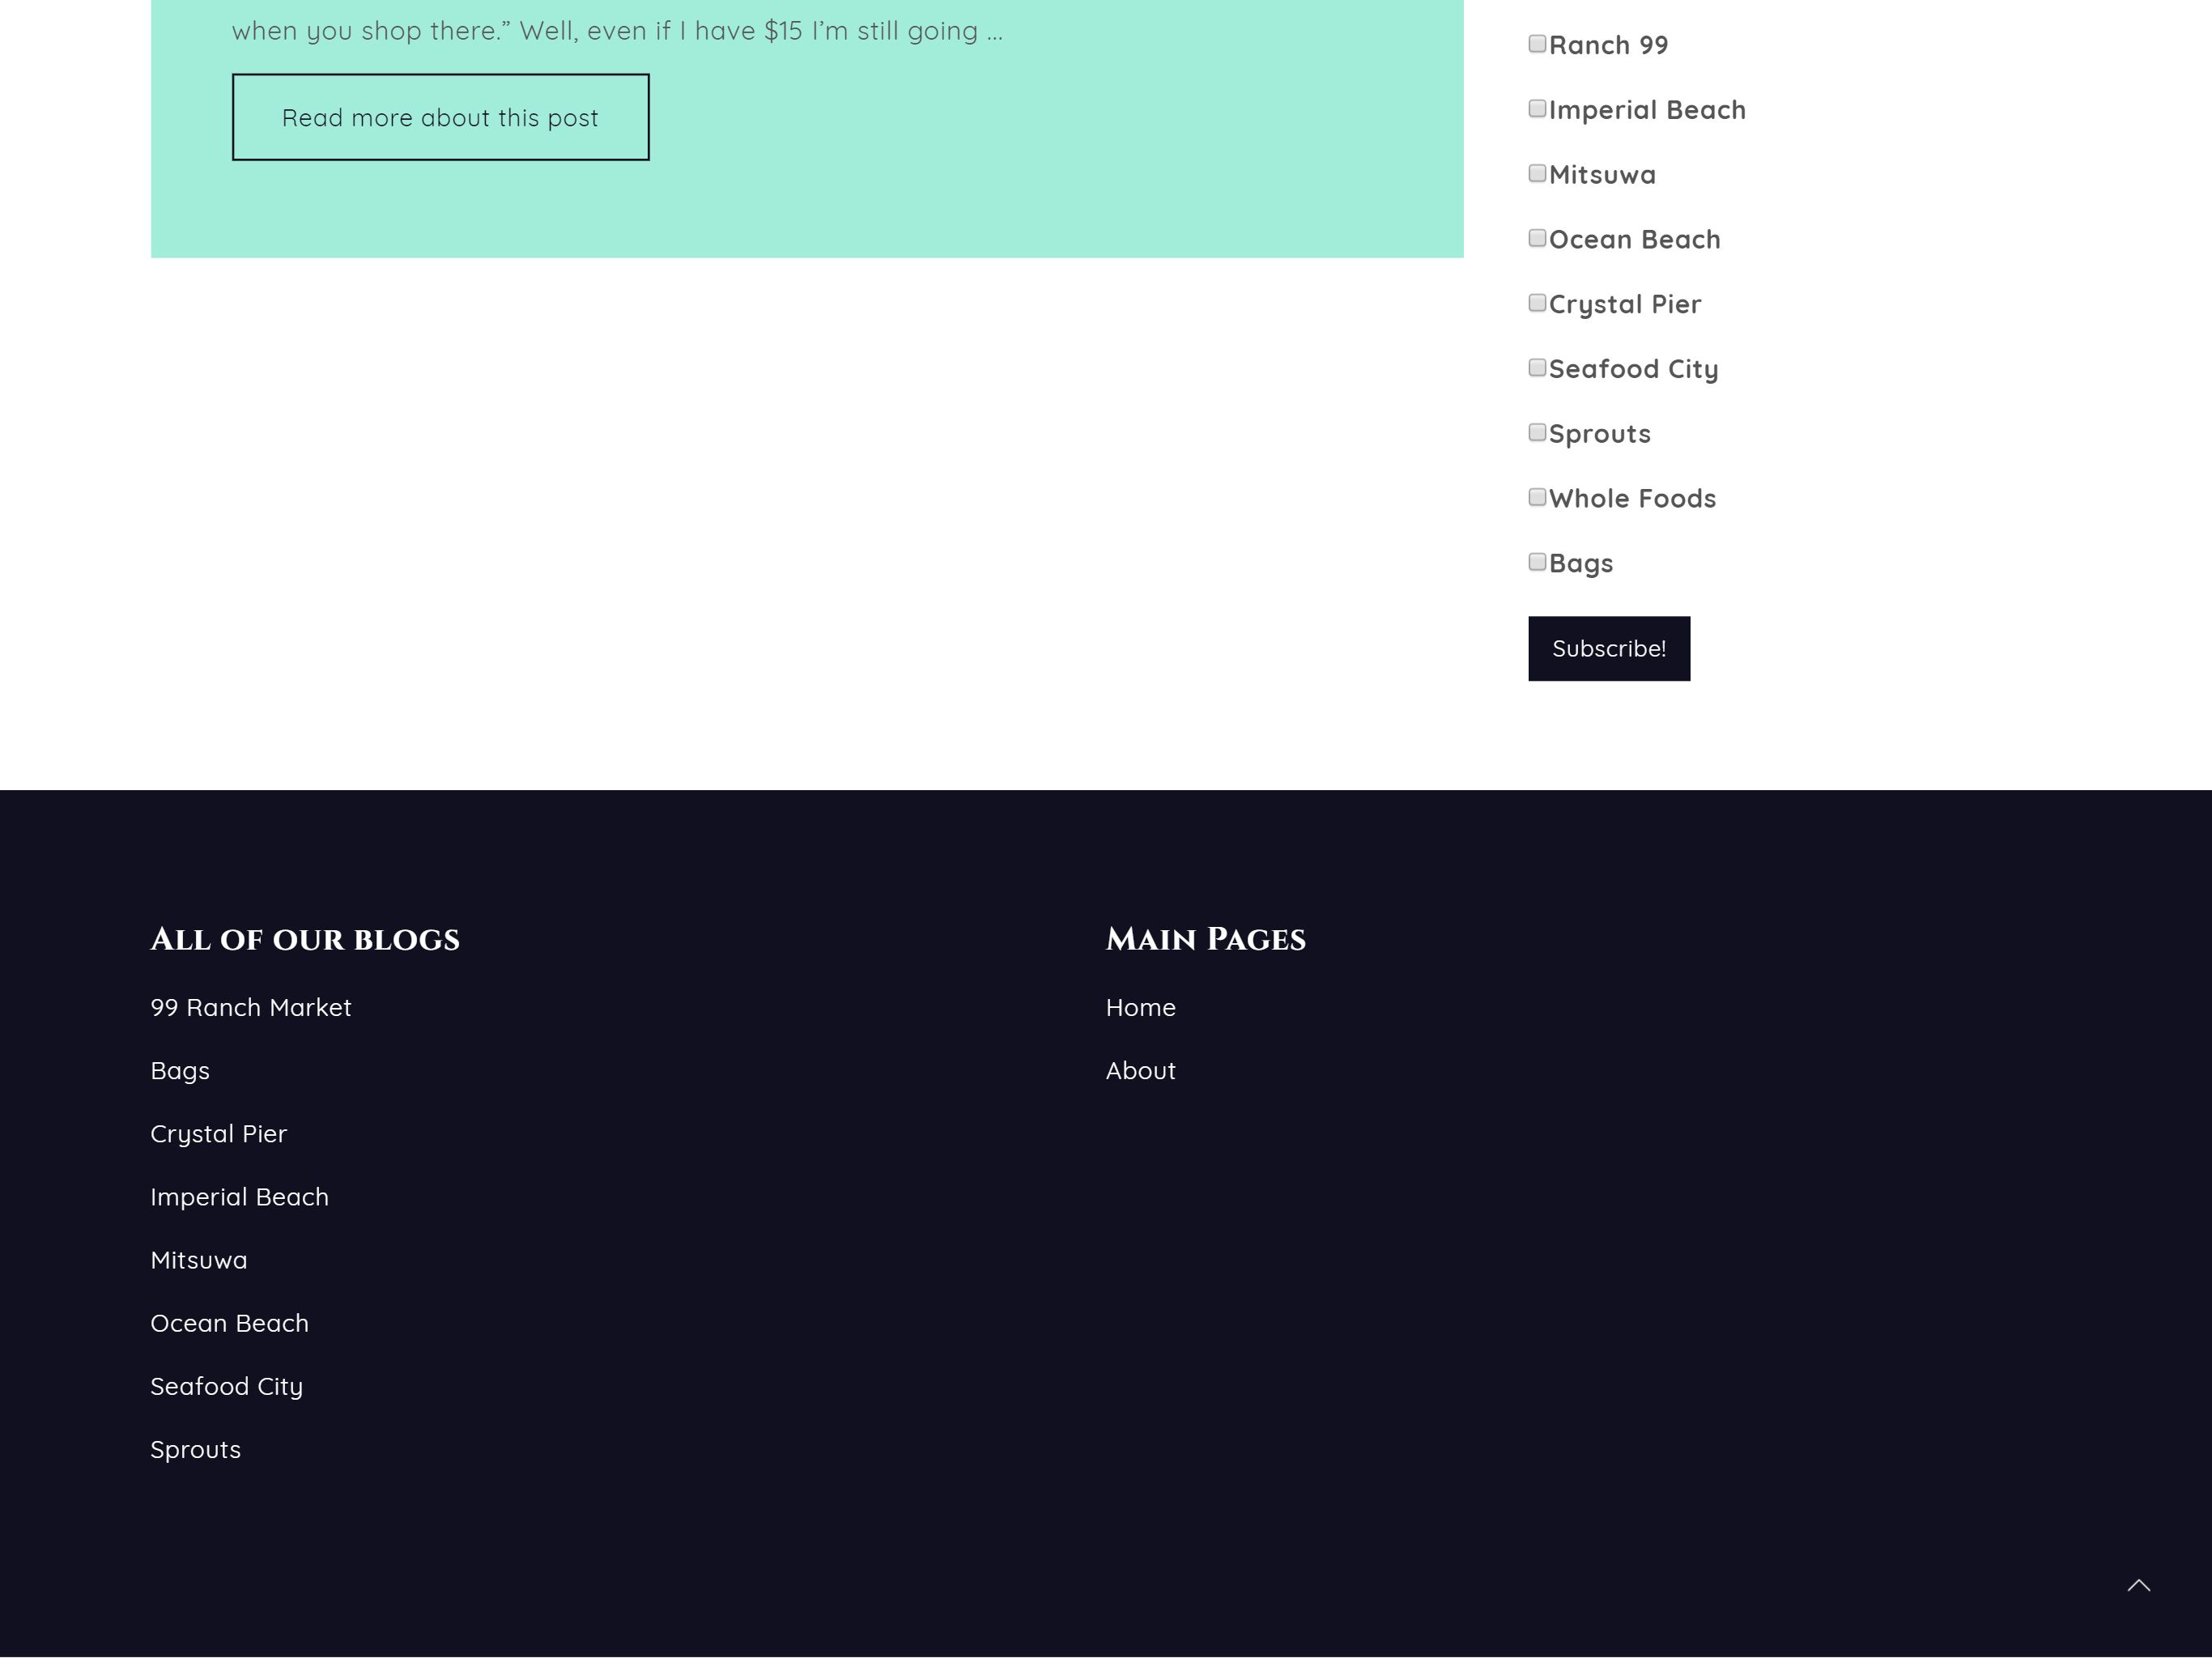 when you shop there.” Well, even if I have $15 I’m still going ...
Read more about this post
Ranch 99
Imperial Beach
Mitsuwa
Ocean Beach
Crystal Pier
Seafood City
Sprouts
Whole Foods
Bags
Subscribe!
All of our blogs
99 Ranch Market
Bags
Crystal Pier
Imperial Beach
Mitsuwa
Ocean Beach
Seafood City
Sprouts
Main Pages
Home
About